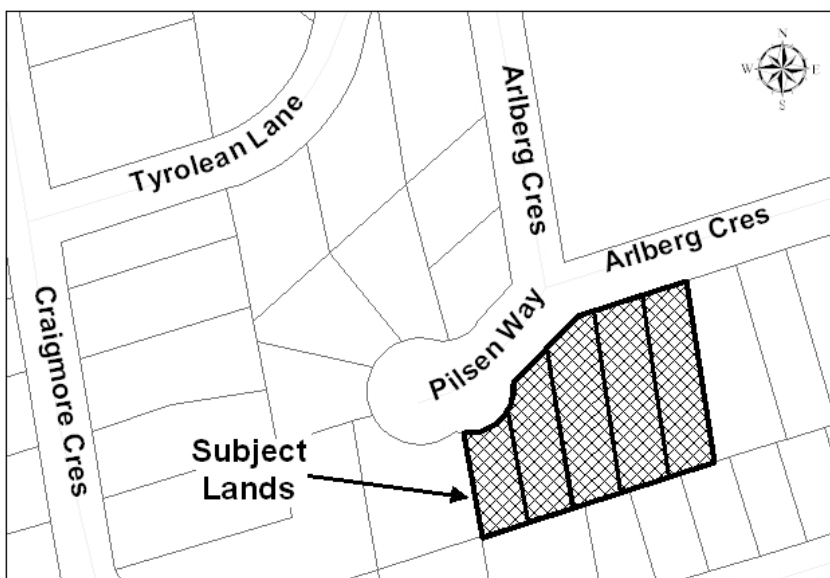 N
W E
S
Tyrolean Lane
Arlberg Cres
Arlberg Cres
Craigmore Cres
Pilsen Way
Subject
Lands